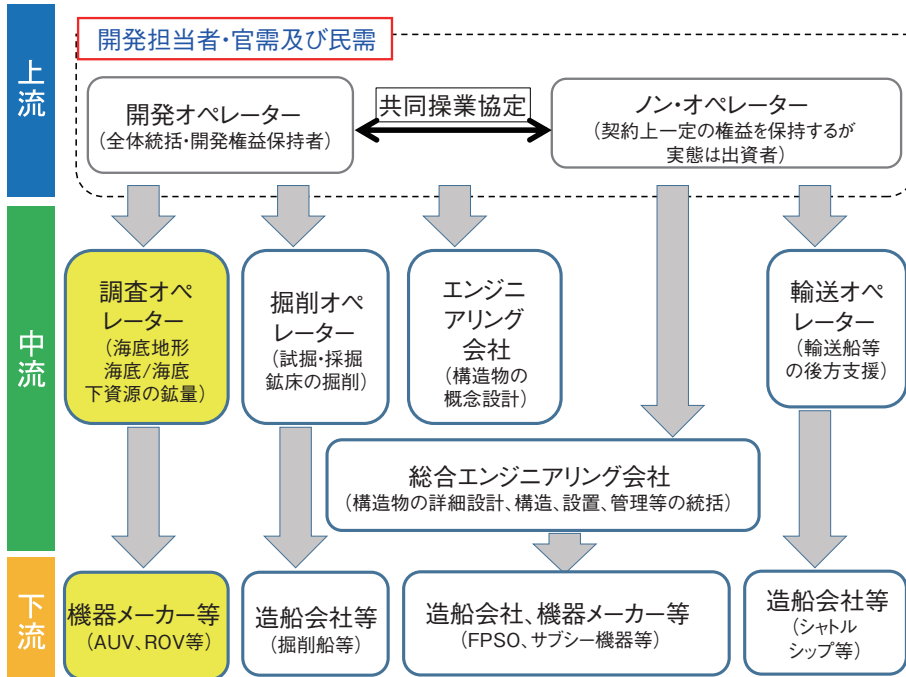 上流
開発担当者・官需及び民需
開発オペレーター
(全体統括・開発権益保持者)
共同操業協定
ノン・オペレーター
(契約上一定の権益を保持するが
実態は出資者)
中流
調査オペ
レーター
(海底地形
海底/海底
下資源の鉱量)
掘削オペ
レーター
(試掘・採掘
鉱床の掘削)
エンジニ
アリング
会社
(構造物の
概念設計)
輸送オペ
レーター
(輸送船等
の後方支援)
総合エンジニアリング会社
(構造物の詳細設計、構造、設置、管理等の統括)
下流
機器メーカー等
(AUV、ROV等)
造船会社等
(掘削船等)
造船会社、機器メーカー等
(FPSO、サブシー機器等)
造船会社等
(シャトル
シップ等)